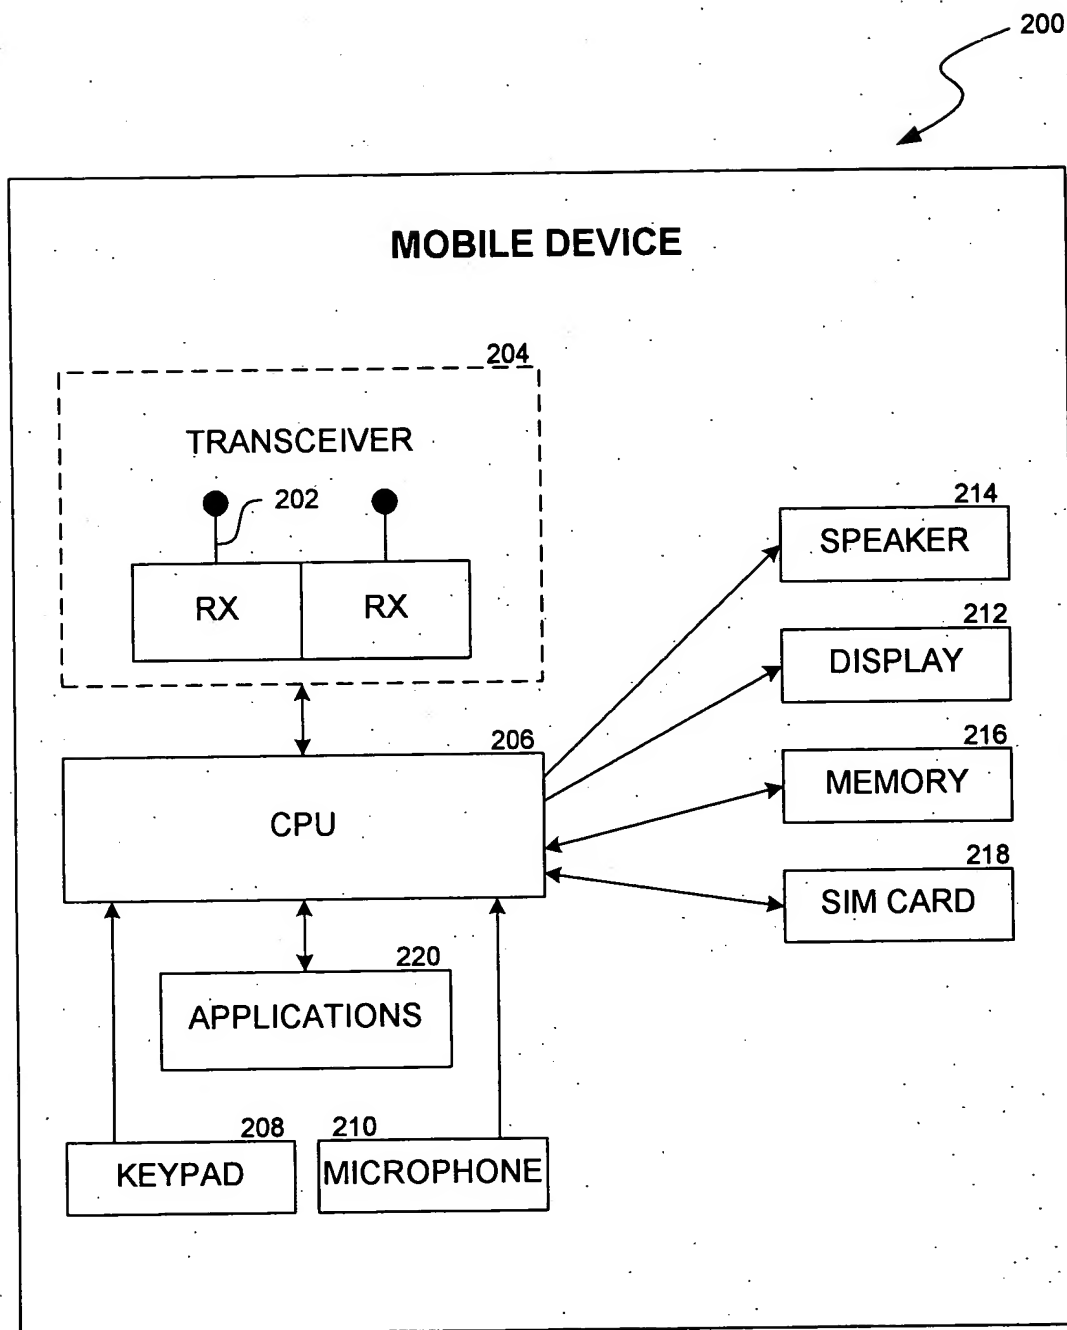 200
MOBILE DEVICE
204
TRANSCEIVER
202
RX
RX
214
SPEAKER
212
DISPLAY
206
CPU
216
MEMORY
218
SIM CARD
220
APPLICATIONS
208
KEYPAD
210
MICROPHONE